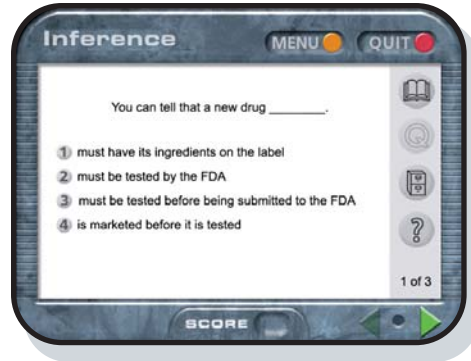 Inference
MENU
QUIT
You can tell that a new drug ________.
1 must have its ingredients on the label
2 must be tested by the FDA
3 must be tested before being submitted to the FDA
4 is marketed before it is tested
Q
?
1 of 3
SCORE